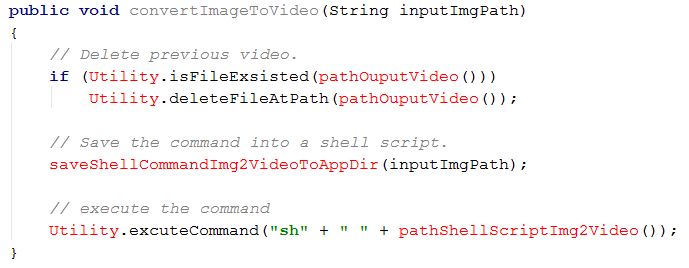 public void convertImageToVideo(String inputImgPath)
{
// Delete previous video.
if (Utility.isFileExsisted(pathOuputVideo()))
Utility.deleteFileAtPath(pathOuputVideo());
// Save the command into a shell script.
saveShellCommandImg2VideoToAppDir(inputImgPath);
// execute the command
Utility.excuteCommand("sh" + " " + pathShellScriptImg2Video());
}